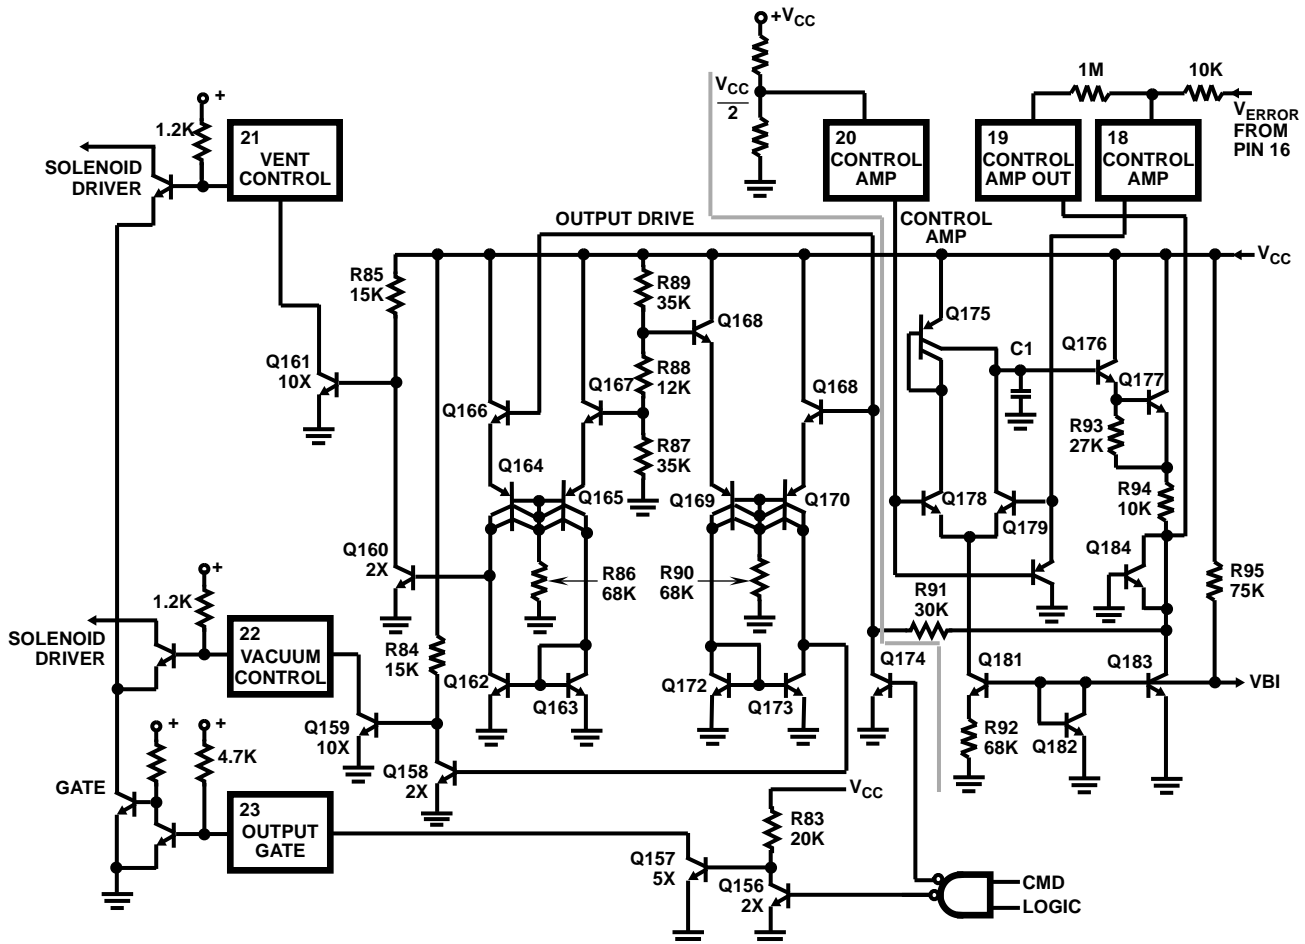 +VCC
VCC
2
1M
10K
VERROR
FROM
PIN 16
+
1.2K
SOLENOID
DRIVER
21
VENT
CONTROL
20
CONTROL
AMP
19
CONTROL
AMP OUT
18
CONTROL
AMP
OUTPUT DRIVE
CONTROL
AMP
VCC
R85
15K
R89
35K
Q168
Q175
C1
Q176
Q177
Q161
10X
R88
12K
Q167
Q166
Q168
R93
27K
R87
35K
Q164
Q165
Q169
Q170
Q178
Q179
R94
10K
Q160
2X
R86
68K
R90
68K
Q184
R91
30K
R95
75K
+
1.2K
SOLENOID
DRIVER
22
VACUUM
CONTROL
R84
15K
Q162
Q163
Q172
Q173
Q174
Q181
Q183
VBI
Q159
10X
R92
68K
Q182
+
+
4.7K
GATE
Q158
2X
VCC
23
OUTPUT
GATE
R83
20K
Q157
5X
Q156
2X
CMD
LOGIC